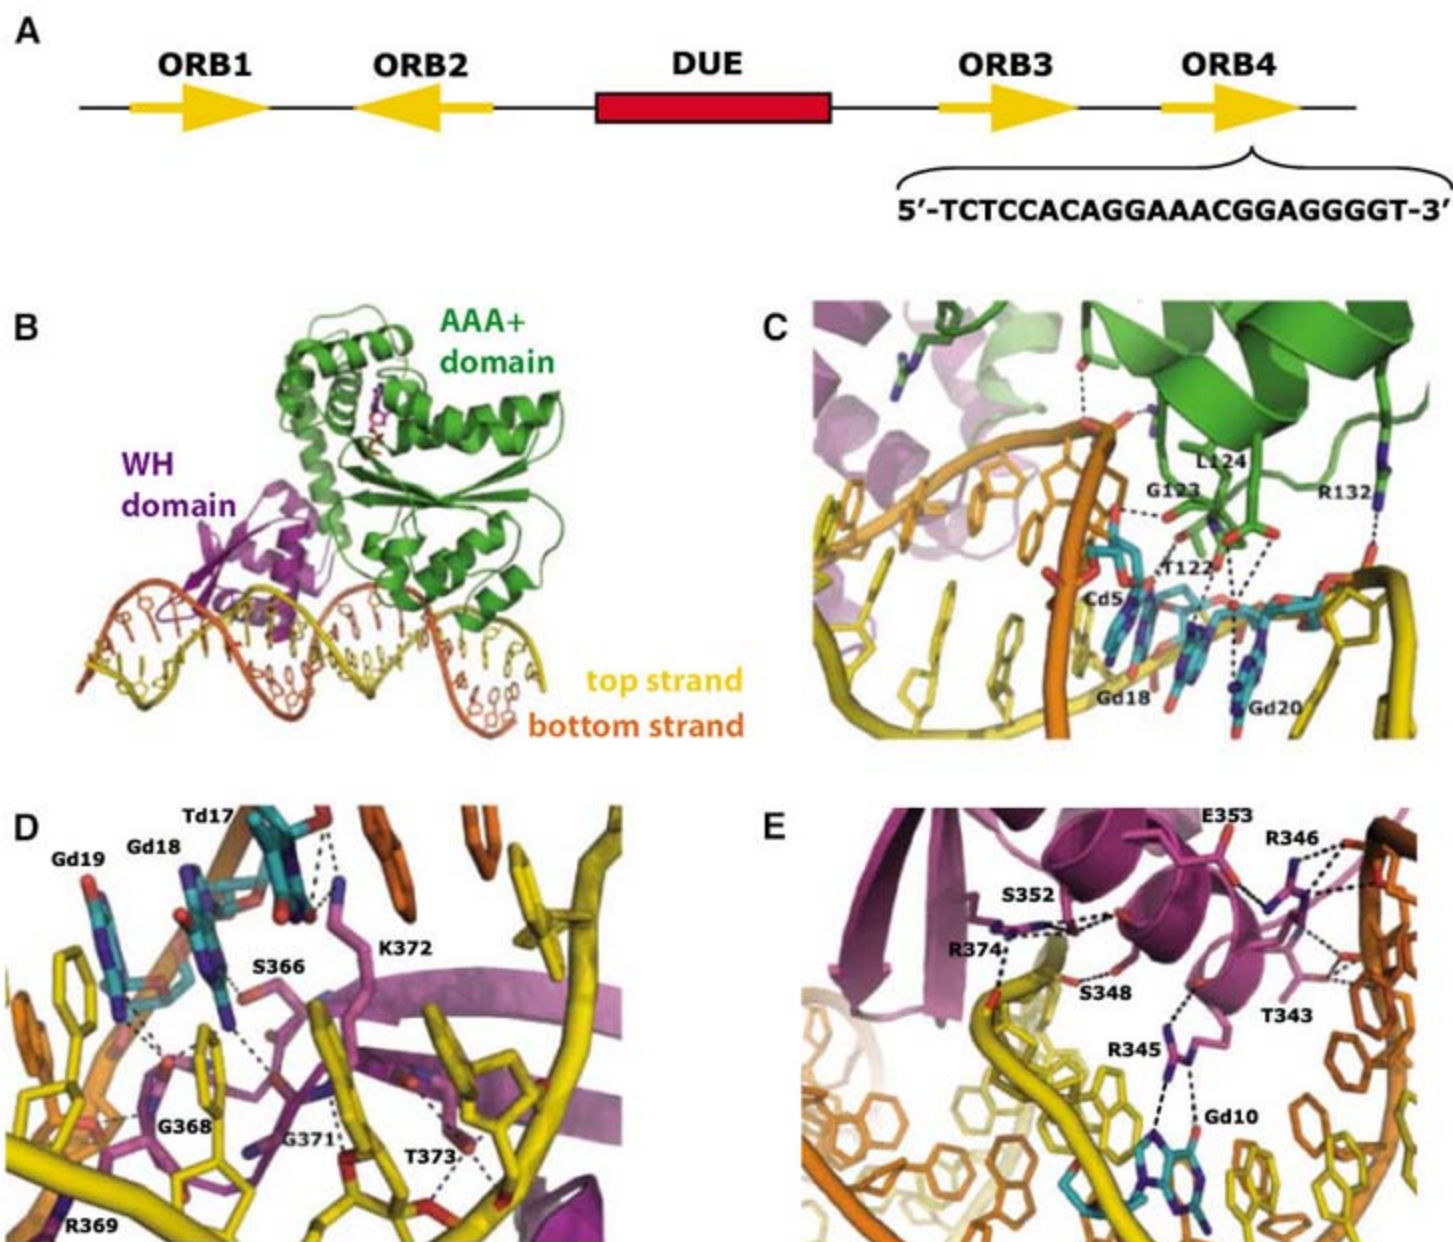 A
ORB1 ORB2 DUE ORB3 ORB4
5′-TCTCCACAGGAAACGGAGGGGT-3′
B
AAA+
domain
WH
domain
top strand
bottom strand
C
L124
G123
R132
T122
Cd5
Gd18
Gd20
D
Td17
Gd18
Gd19
K372
S366
G368
G371
T373
R369
E
E353
R346
S352
R374
S348
T343
R345
Gd10